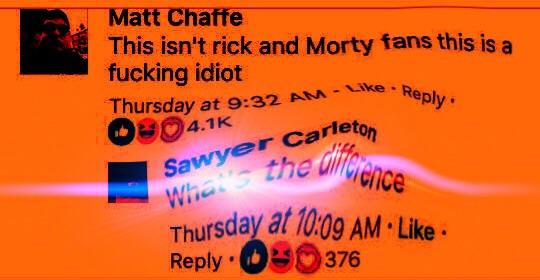 Matt Chaffe
This isn't rick and Morty fans this is a
fucking idiot
Thursday at 9:32 AM - Like · Reply ·
4.1K
Sawyer Carleton
What's the difference
Thursday at 10:09 AM · Like ·
Reply · 376